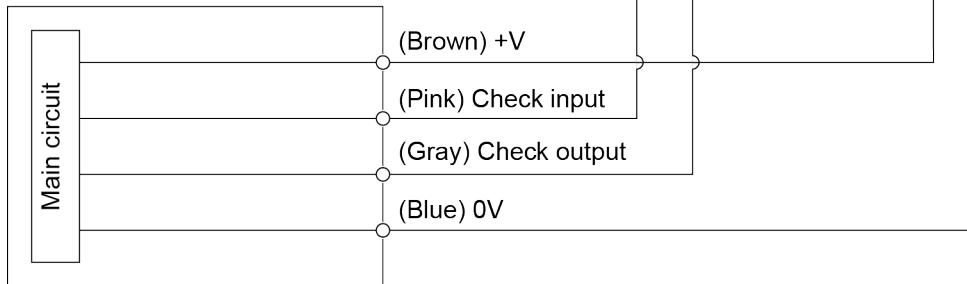 (Brown) +V
(Pink) Check input
(Gray) Check output
(Blue) 0V
Main circuit